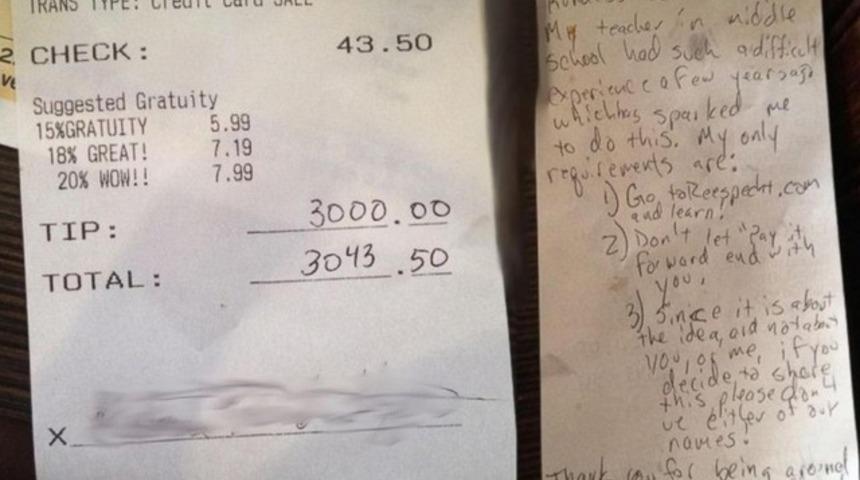 TRANS TYPE: Credit Card SALE
CHECK: 43.50
Suggested Gratuity
15%GRATUITY 5.99
18% GREAT! 7.19
20% WOW!! 7.99
TIP: 3000.00
TOTAL: 3043.50
X
My teacher in middle
school had such a difficult
experience a few years ago
which has sparked me
to do this. My only
requirements are:
1) Go to Reespecht.com
and learn!
2) Don't let "Pay it
forward end with
you.
3) Since it is about
the idea, and not about
you, or me, if you
decide to share
this please don't
use either of our
names!
Thank you for being around